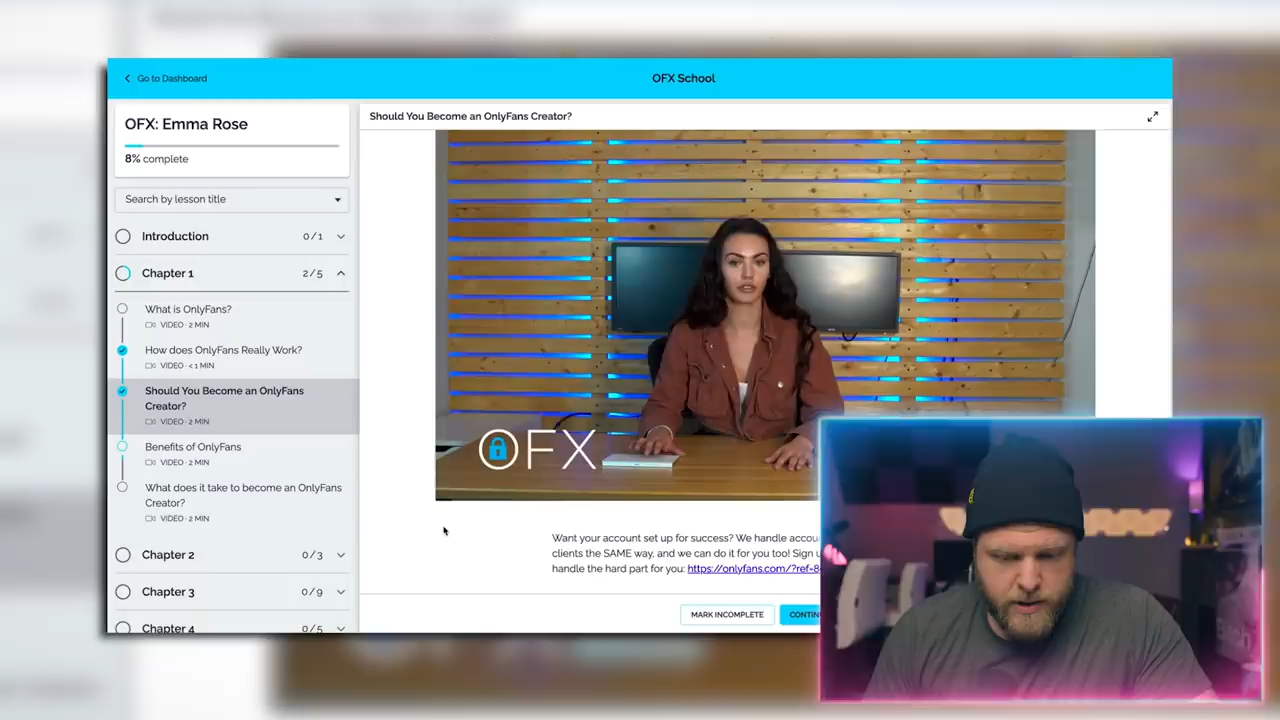 Go to Dashboard
OFX School
OFX: Emma Rose
8% complete
Search by lesson title
Introduction 0/1
Chapter 1 2/5
What is OnlyFans?
VIDEO · 2 MIN
How does OnlyFans Really Work?
VIDEO · < 1 MIN
Should You Become an OnlyFans
Creator?
VIDEO · 2 MIN
Benefits of OnlyFans
VIDEO · 2 MIN
What does it take to become an OnlyFans
Creator?
VIDEO · 2 MIN
Chapter 2 0/3
Chapter 3 0/9
Chapter 4 0/5
Should You Become an OnlyFans Creator?
OFX
Want your account set up for success? We handle
clients the SAME way, and we can do it for you too! Sign
handle the hard part for you: https://onlyfans.com/?ref=8
MARK INCOMPLETE